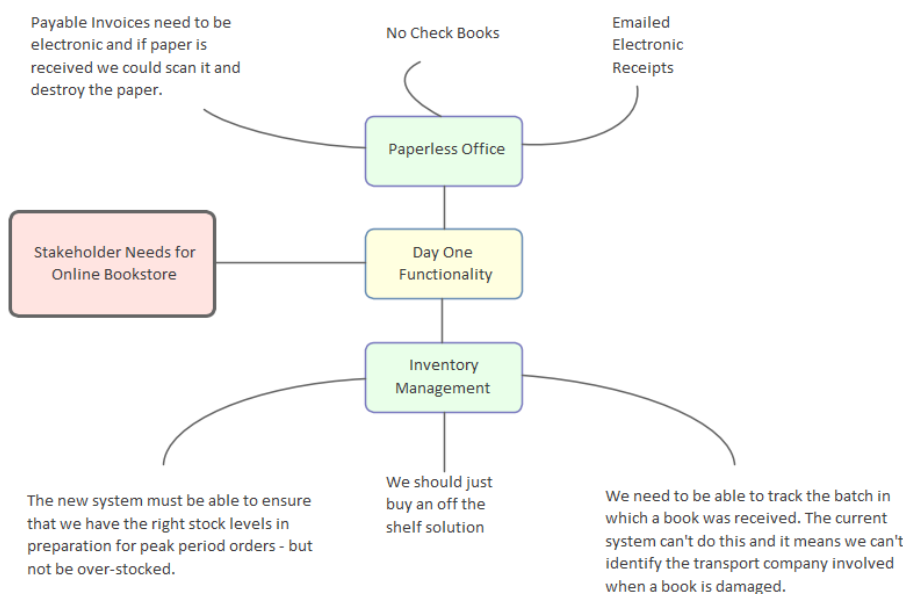 Payable Invoices need to be
electronic and if paper is
received we could scan it and
destroy the paper.
No Check Books
Emailed
Electronic
Receipts
Paperless Office
Stakeholder Needs for
Online Bookstore
Day One
Functionality
Inventory
Management
The new system must be able to ensure
that we have the right stock levels in
preparation for peak period orders - but
not be over-stocked.
We should just
buy an off the
shelf solution
We need to be able to track the batch in
which a book was received. The current
system can't do this and it means we can't
identify the transport company involved
when a book is damaged.